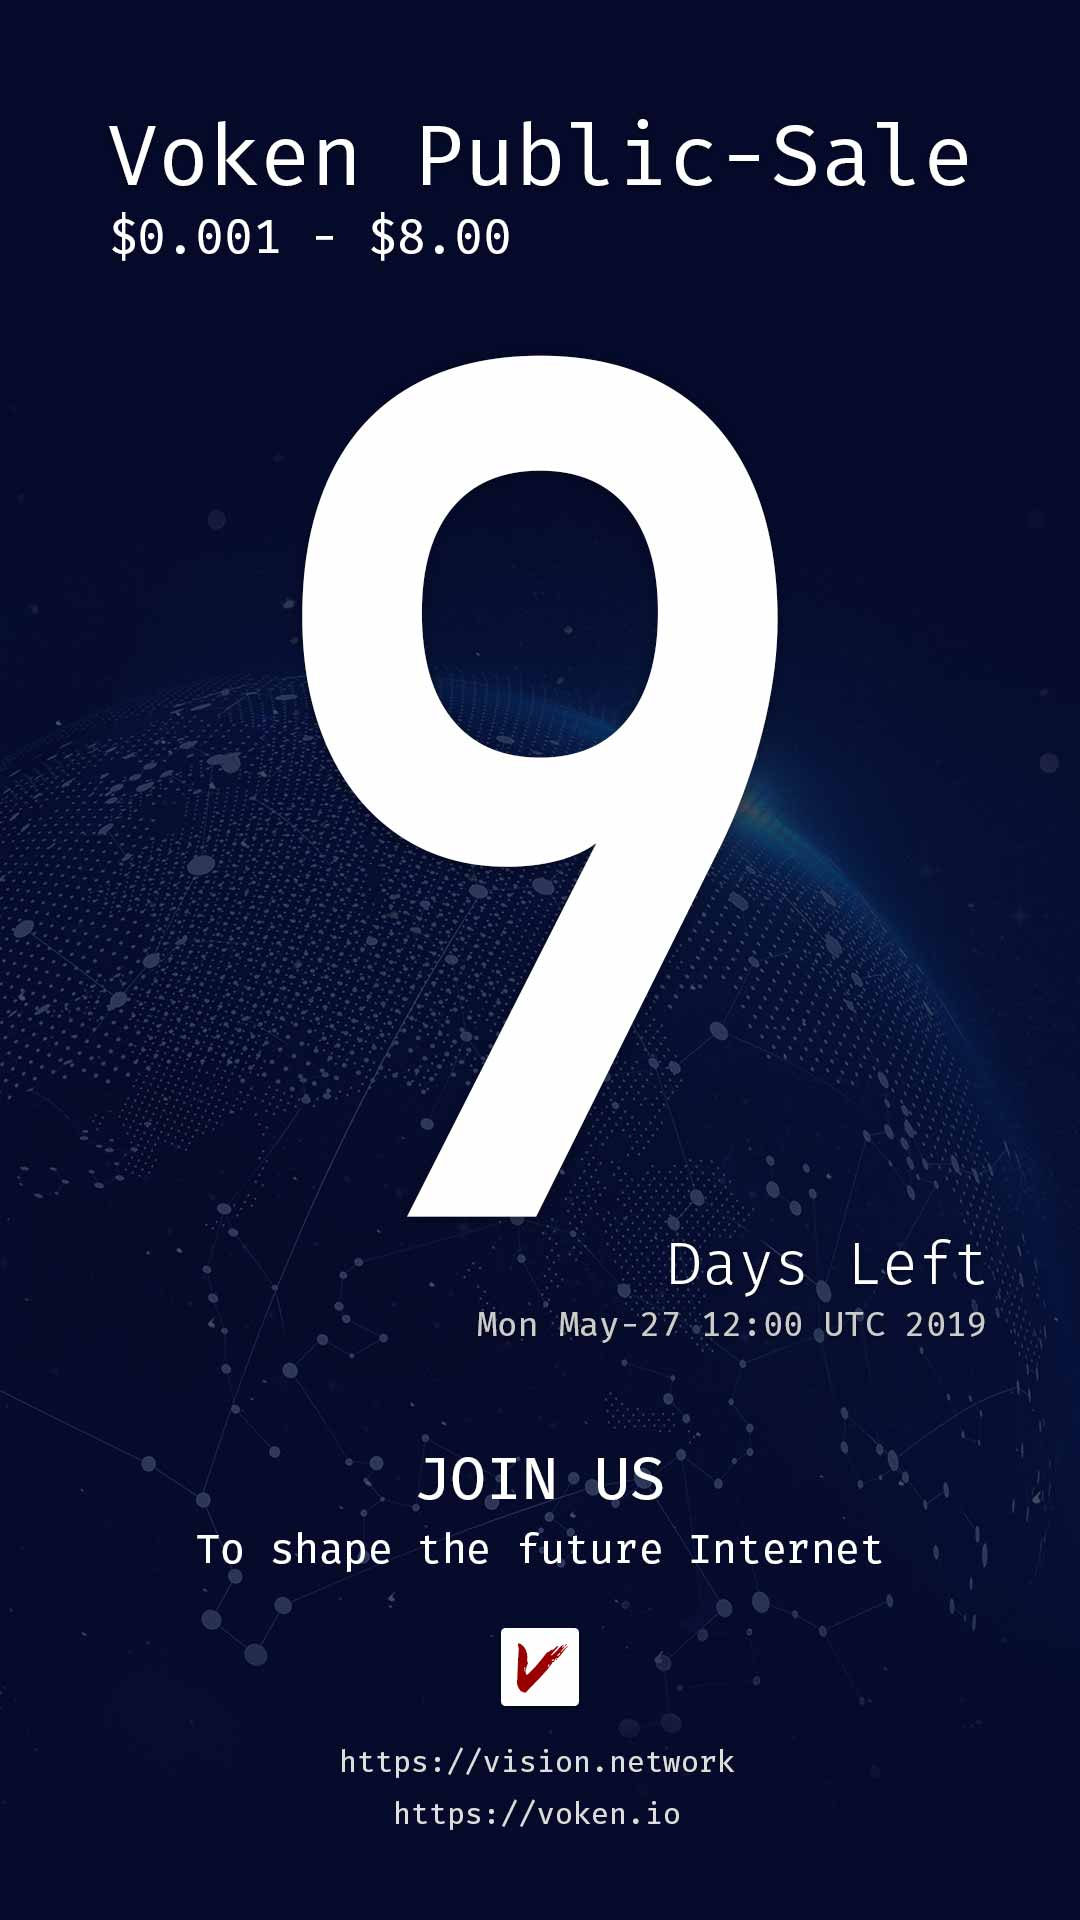 Voken Public-Sale
$0.001 - $8.00
9
Days Left
Mon May-27 12:00 UTC 2019
JOIN US
To shape the future Internet
V
https://vision.network
https://voken.io